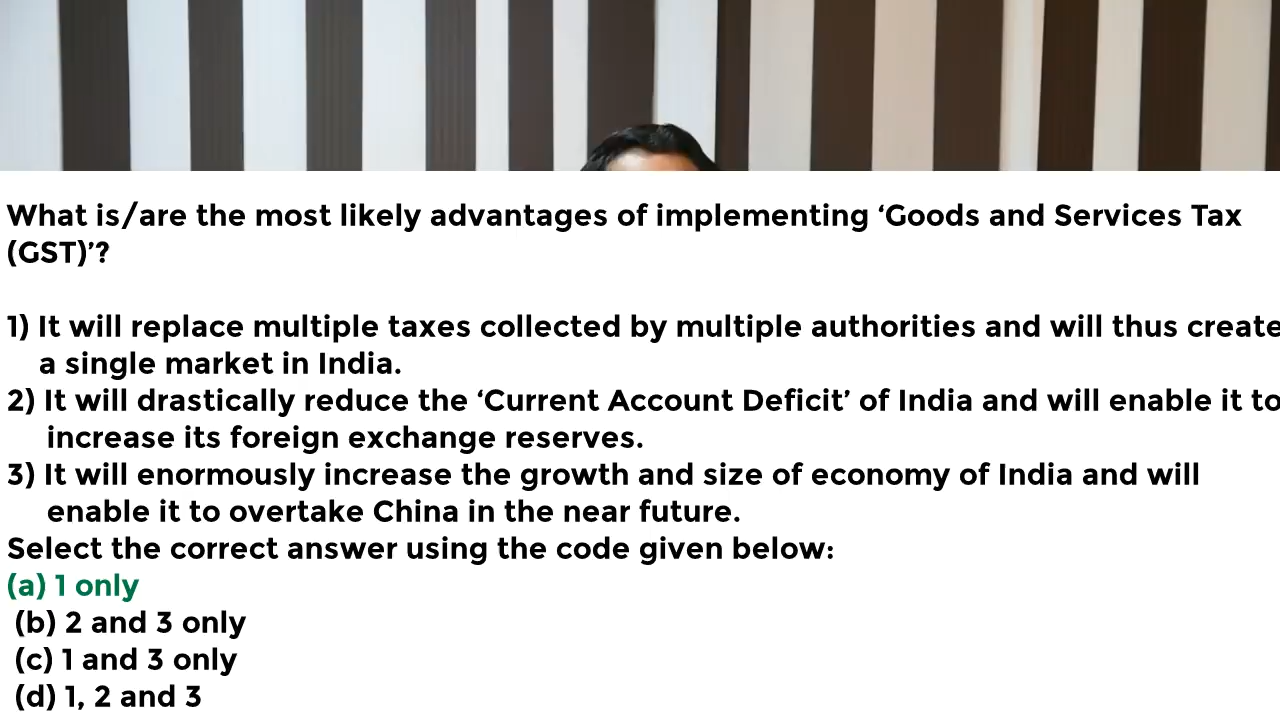 What is/are the most likely advantages of implementing ‘Goods and Services Tax
(GST)’?
1) It will replace multiple taxes collected by multiple authorities and will thus create
a single market in India.
2) It will drastically reduce the ‘Current Account Deficit’ of India and will enable it to
increase its foreign exchange reserves.
3) It will enormously increase the growth and size of economy of India and will
enable it to overtake China in the near future.
Select the correct answer using the code given below:
(a) 1 only
(b) 2 and 3 only
(c) 1 and 3 only
(d) 1, 2 and 3